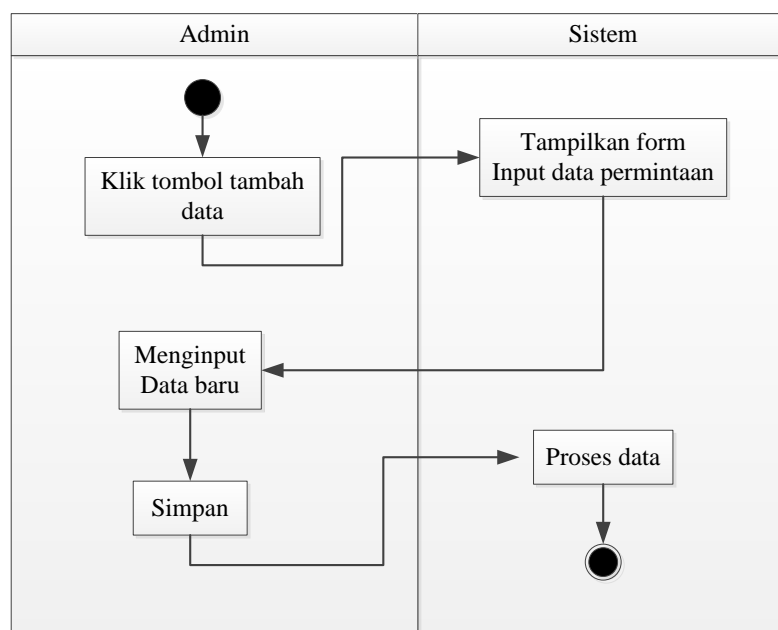 Admin
Sistem
Klik tombol tambah
data
Tampilkan form
Input data permintaan
Menginput
Data baru
Simpan
Proses data